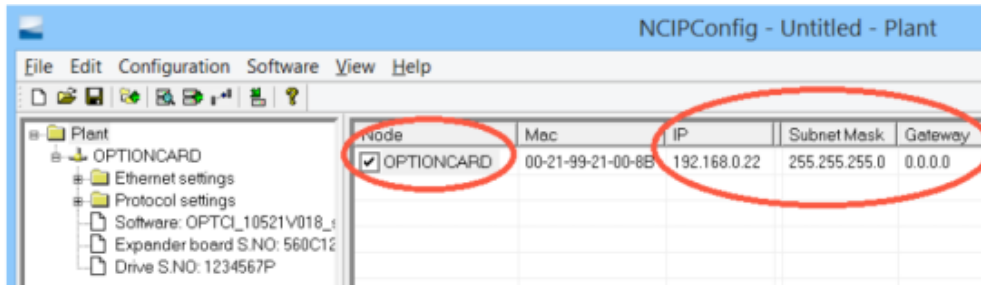 NCIPConfig - Untitled - Plant
File Edit Configuration Software View Help
Plant
OPTIONCARD
Ethernet settings
Protocol settings
Software: OPTCI_10521V018_
Expander board S.NO: 560C12
Drive S.NO: 1234567P
Node Mac IP Subnet Mask Gateway
OPTIONCARD 00-21-99-21-00-8B 192.168.0.22 255.255.255.0 0.0.0.0